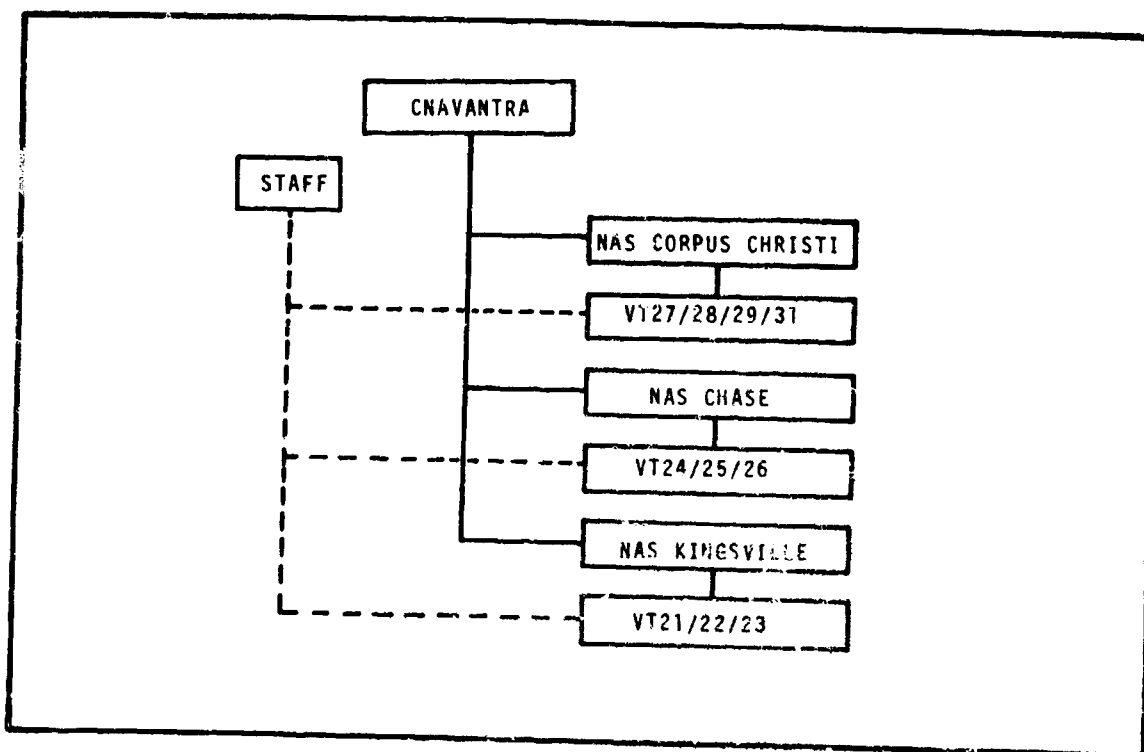 CNAVANTRA
STAFF
NAS CORPUS CHRISTI
VT27/28/29/31
NAS CHASE
VT24/25/26
NAS KINGSVILLE
VT21/22/23